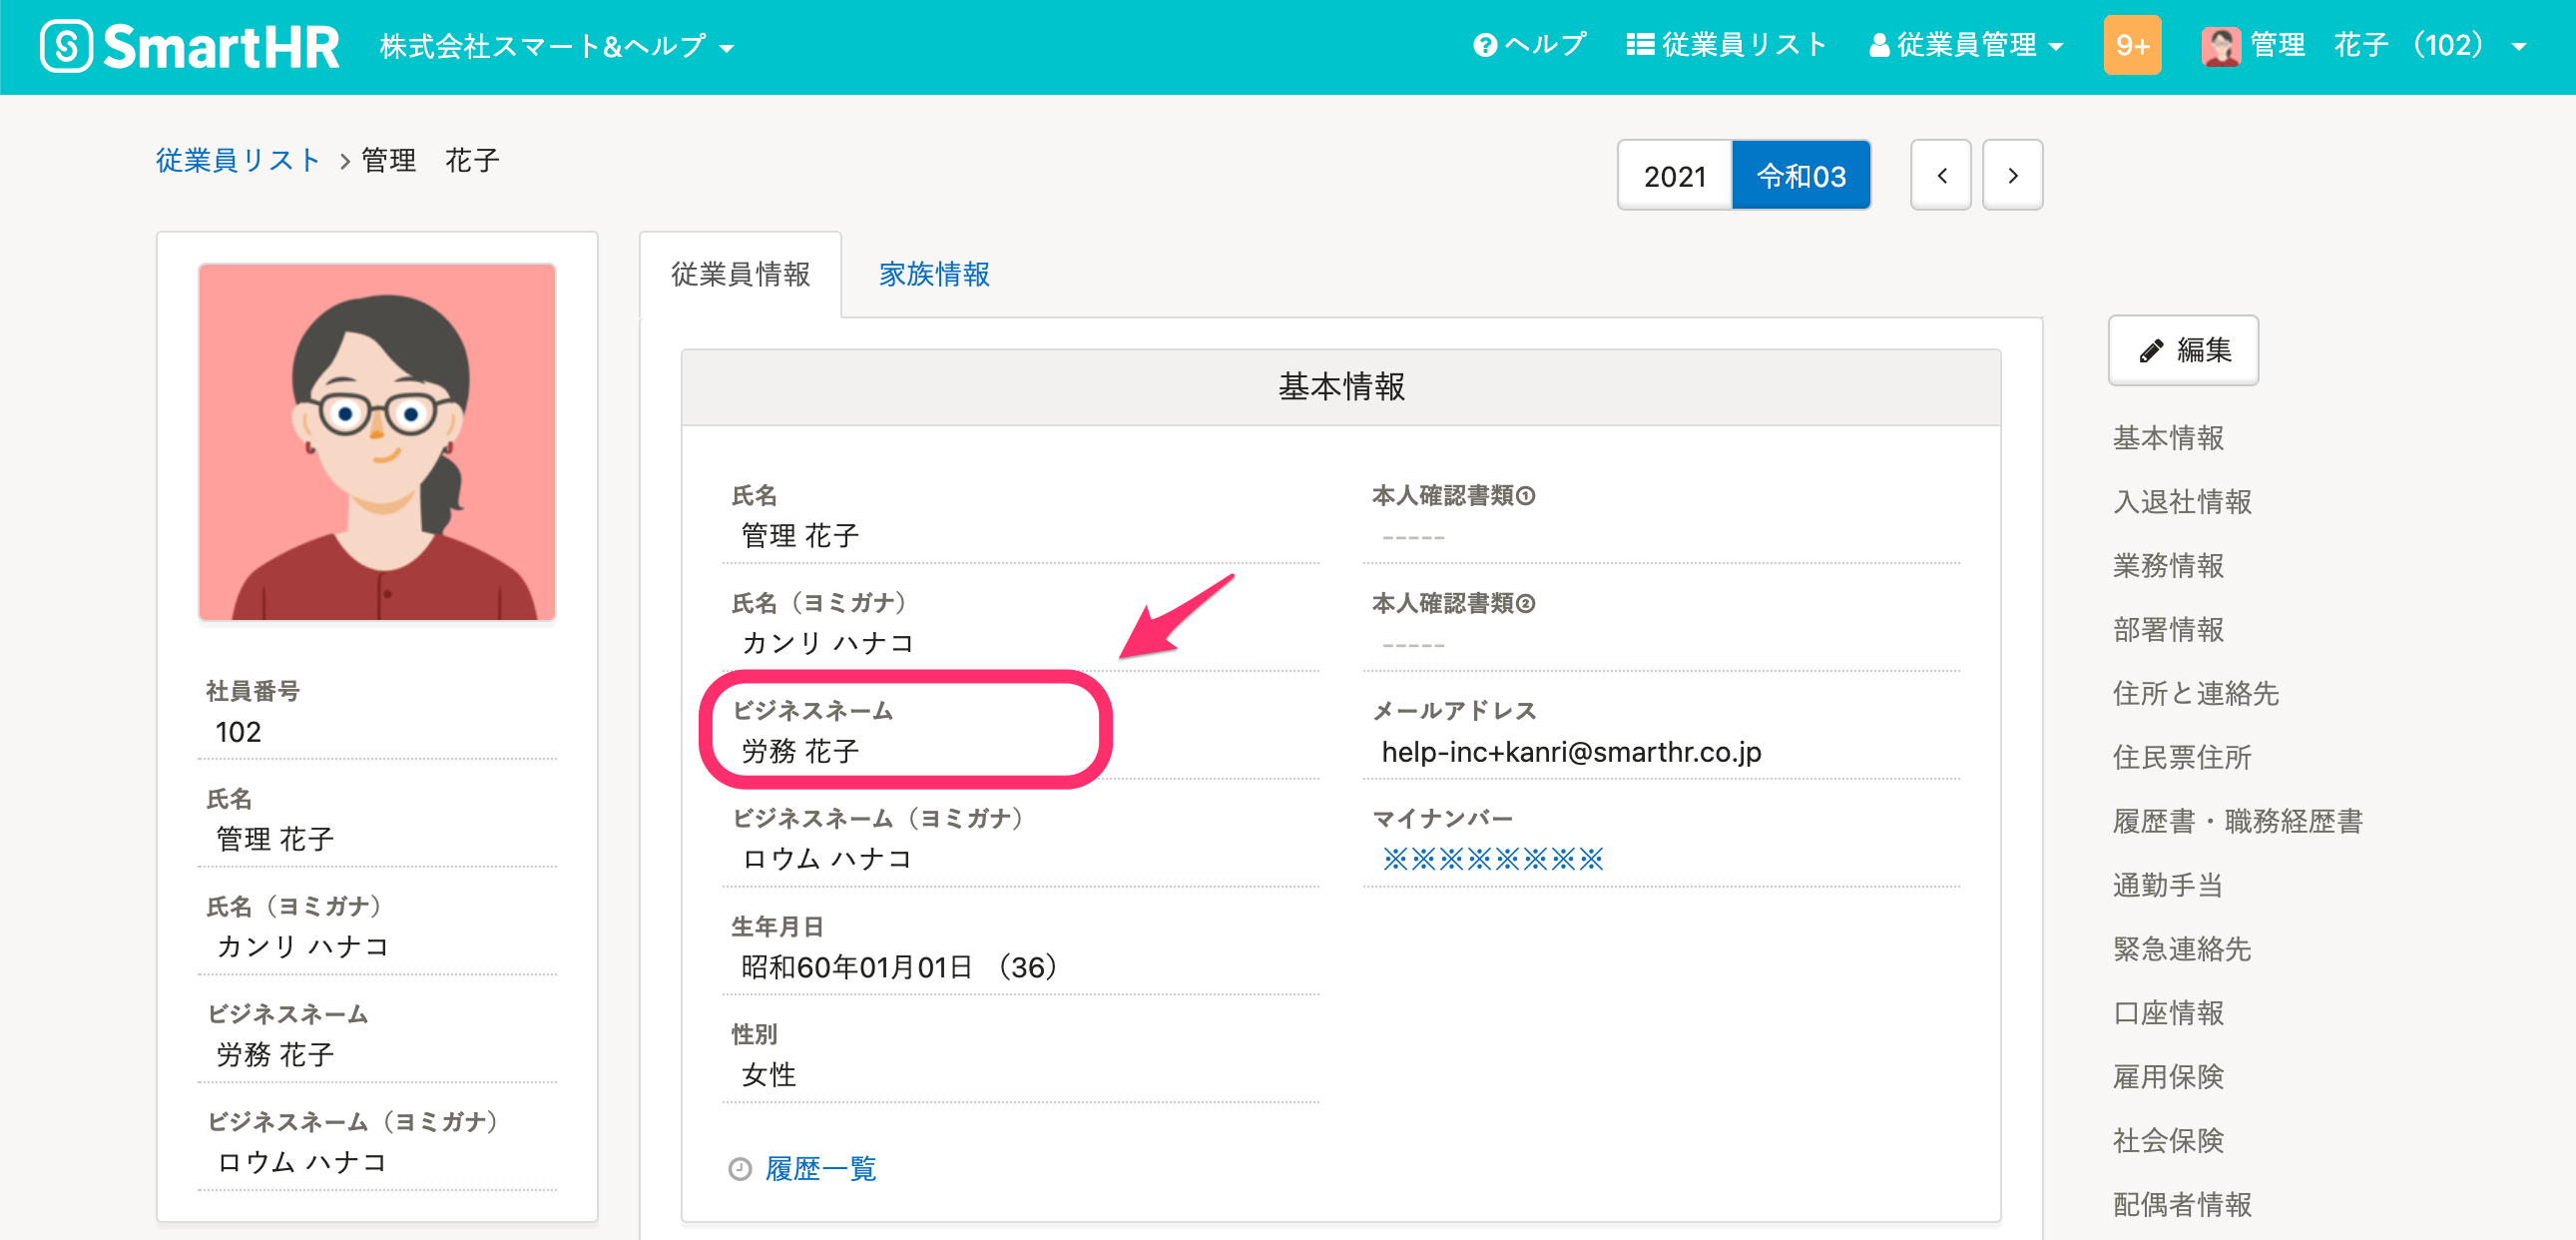 SmartHR 株式会社スマート&ヘルプ ヘルプ 従業員リスト 従業員管理 9+ 管理　花子　（102）
従業員リスト › 管理　花子
2021 令和03 ‹ ›
従業員情報 家族情報
社員番号
102
氏名
管理 花子
氏名（ヨミガナ）
カンリ ハナコ
ビジネスネーム
労務 花子
ビジネスネーム（ヨミガナ）
ロウム ハナコ
基本情報
氏名
管理 花子
氏名（ヨミガナ）
カンリ ハナコ
ビジネスネーム
労務 花子
ビジネスネーム（ヨミガナ）
ロウム ハナコ
生年月日
昭和60年01月01日 （36）
性別
女性
履歴一覧
本人確認書類①
-----
本人確認書類②
-----
メールアドレス
help-inc+kanri@smarthr.co.jp
マイナンバー
※※※※※※※※
編集
基本情報
入退社情報
業務情報
部署情報
住所と連絡先
住民票住所
履歴書・職務経歴書
通勤手当
緊急連絡先
口座情報
雇用保険
社会保険
配偶者情報